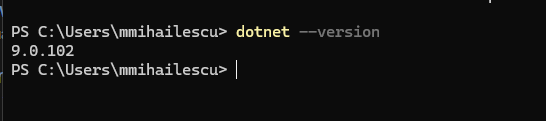 PS C:\Users\mmihailescu> dotnet --version
9.0.102
PS C:\Users\mmihailescu>